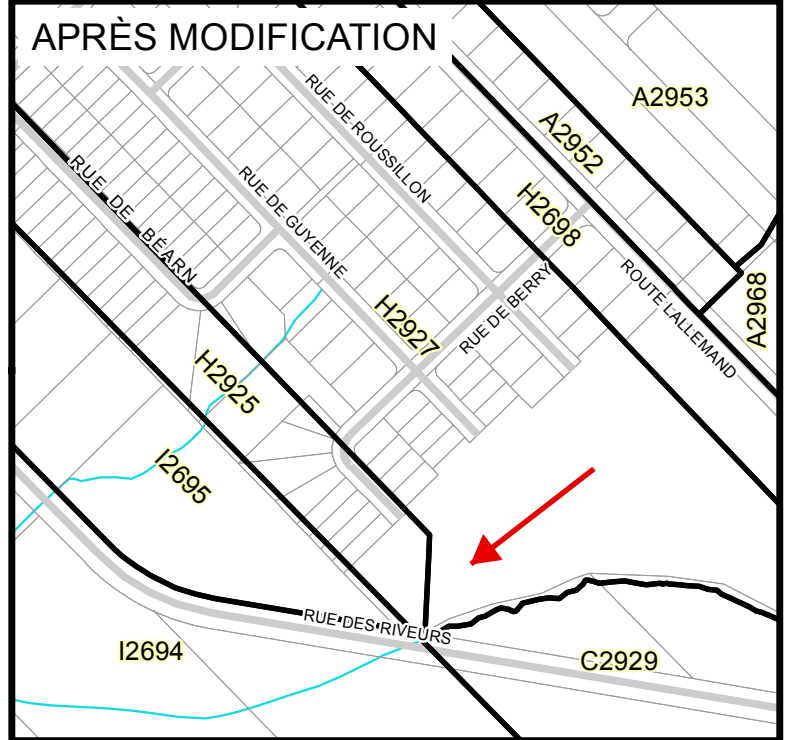 APRÈS MODIFICATION
A2953
A2952
RUE DE ROUSSILLON
RUE DE BÉARN
RUE DE GUYENNE
H2698
ROUTE LALLEMAND
A2968
H2927
RUE DE BERRY
H2925
I2695
RUE DES RIVEURS
I2694
C2929